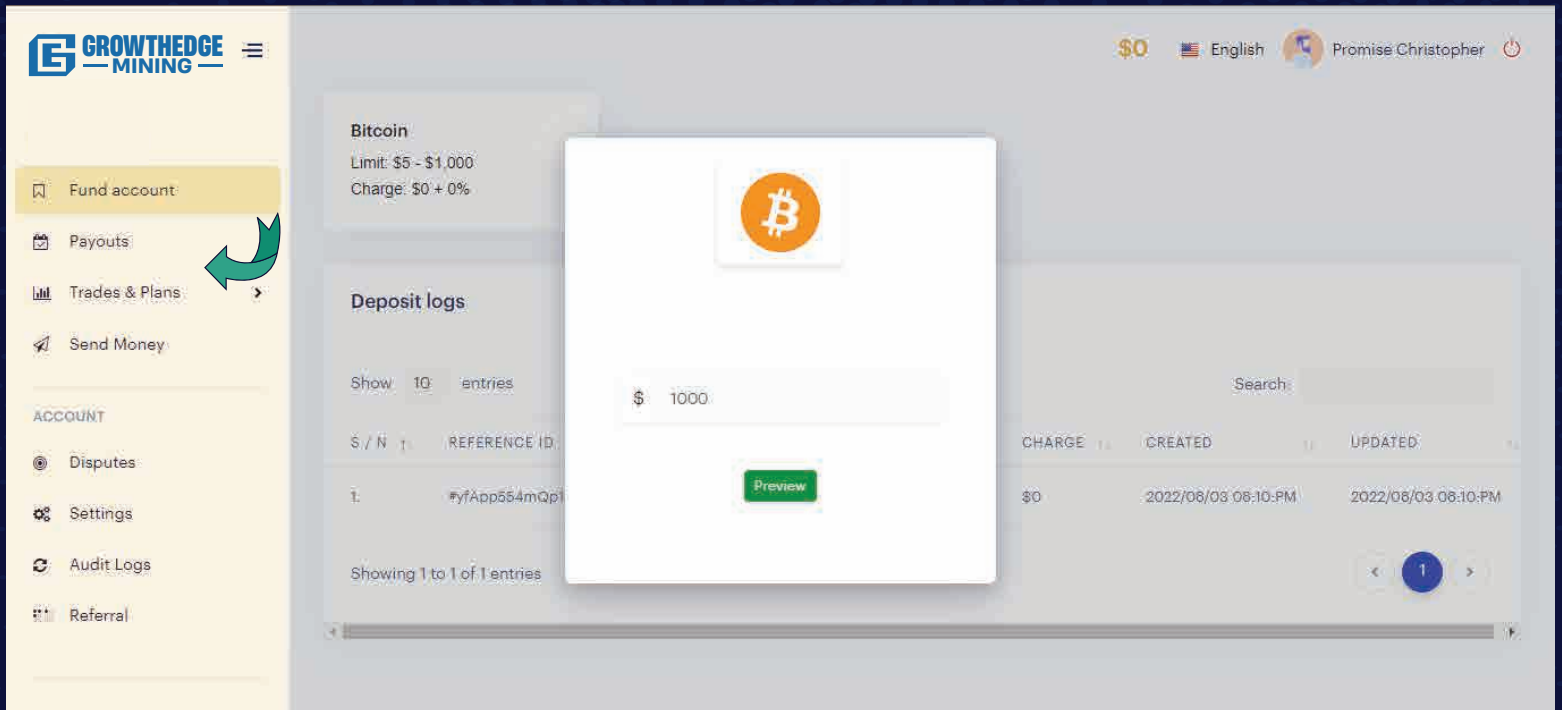 GROWTHEDGE
MINING
$0 English Promise Christopher
Fund account
Payouts
Trades & Plans
Send Money
ACCOUNT
Disputes
Settings
Audit Logs
Referral
Bitcoin
Limit: $5 - $1,000
Charge: $0 + 0%
Deposit logs
Show 10 entries
Search:
S / N REFERENCE ID CHARGE CREATED UPDATED
1. #yfApp554mQp1 $0 2022/08/03 08:10:PM 2022/08/03 08:10:PM
Showing 1 to 1 of 1 entries
1
$ 1000
Preview